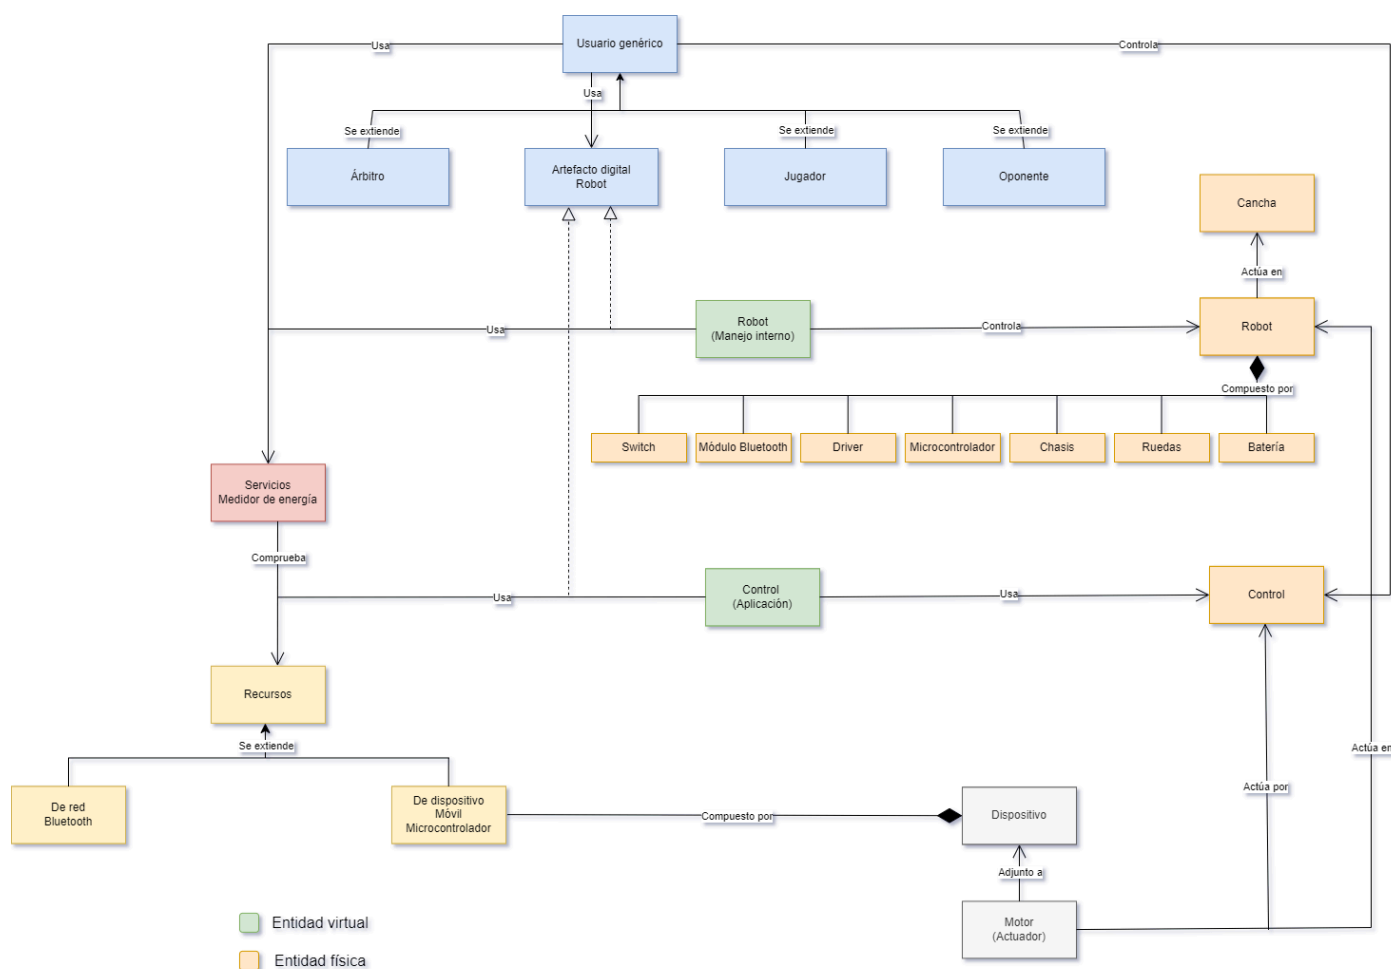 Usuario genérico
Usa
Controla
Usa
Se extiende
Se extiende
Se extiende
Árbitro
Artefacto digital
Robot
Jugador
Oponente
Cancha
Actúa en
Robot
(Manejo interno)
Usa
Controla
Robot
Compuesto por
Switch
Módulo Bluetooth
Driver
Microcontrolador
Chasis
Ruedas
Batería
Servicios
Medidor de energía
Comprueba
Usa
Control
(Aplicación)
Usa
Control
Recursos
Se extiende
Actúa en
De red
Bluetooth
De dispositivo
Móvil
Microcontrolador
Compuesto por
Dispositivo
Actúa por
Adjunto a
Motor
(Actuador)
Entidad virtual
Entidad física